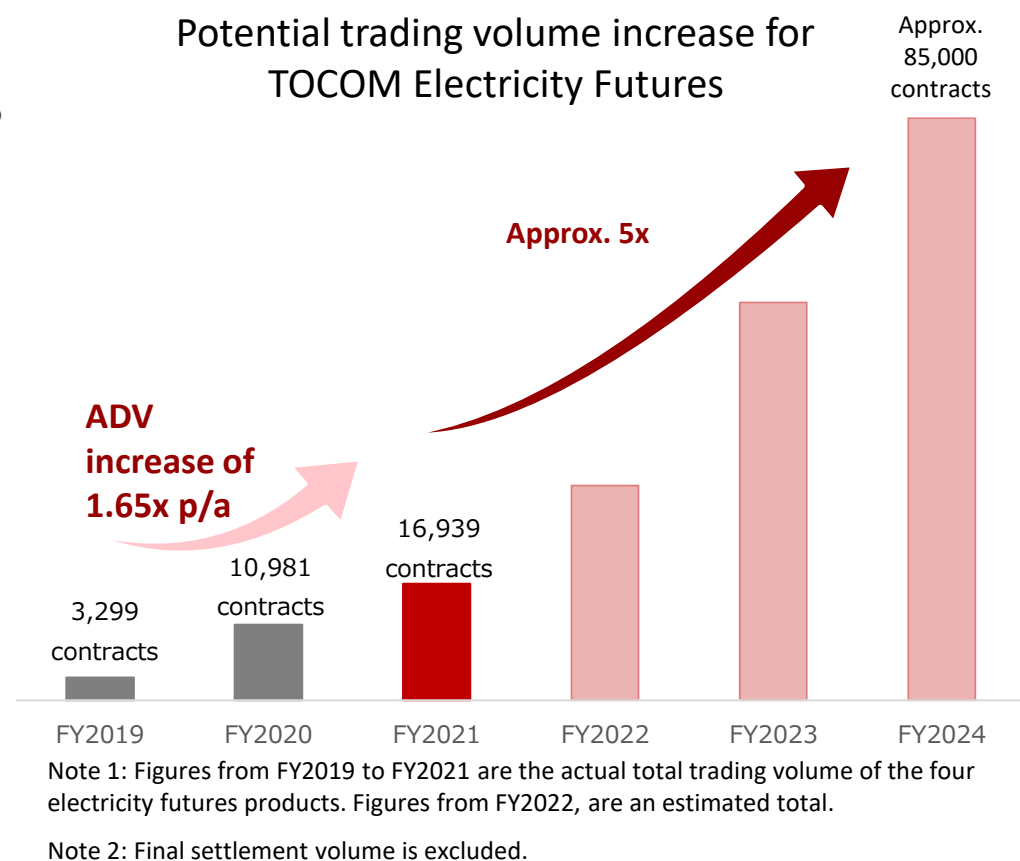 Potential trading volume increase for
TOCOM Electricity Futures
Approx.
85,000
contracts
Approx. 5x
ADV
increase of
1.65x p/a
16,939
contracts
10,981
contracts
3,299
contracts
FY2019 FY2020 FY2021 FY2022 FY2023 FY2024
Note 1: Figures from FY2019 to FY2021 are the actual total trading volume of the four
electricity futures products. Figures from FY2022, are an estimated total.
Note 2: Final settlement volume is excluded.